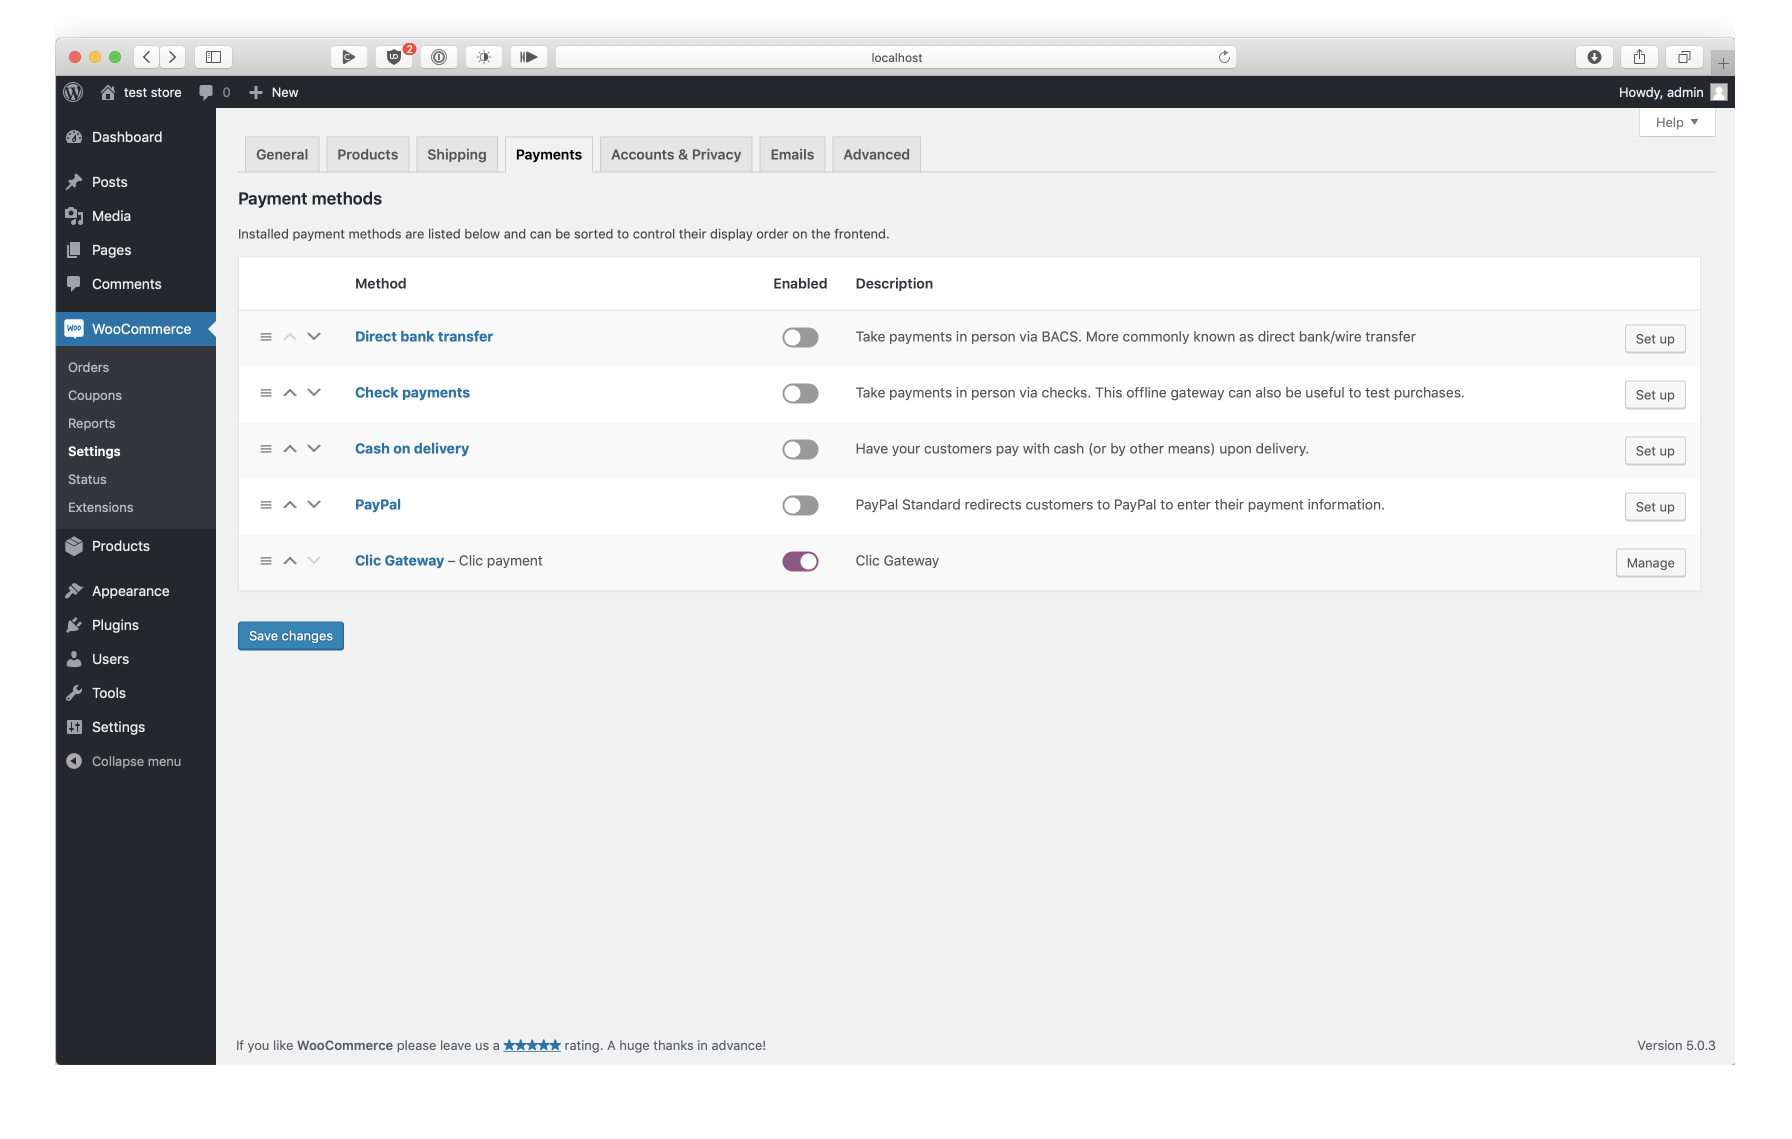 2
localhost
test store
0
New
Howdy, admin
Help
Dashboard
Posts
Media
Pages
Comments
WOO
WooCommerce
Orders
Coupons
Reports
Settings
Status
Extensions
Products
Appearance
Plugins
Users
Tools
Settings
Collapse menu
General
Products
Shipping
Payments
Accounts & Privacy
Emails
Advanced
Payment methods
Installed payment methods are listed below and can be sorted to control their display order on the frontend.
Method Enabled Description
Direct bank transfer Take payments in person via BACS. More commonly known as direct bank/wire transfer Set up
Check payments Take payments in person via checks. This offline gateway can also be useful to test purchases. Set up
Cash on delivery Have your customers pay with cash (or by other means) upon delivery. Set up
PayPal PayPal Standard redirects customers to PayPal to enter their payment information. Set up
Clic Gateway – Clic payment Clic Gateway Manage
Save changes
If you like WooCommerce please leave us a ★★★★★ rating. A huge thanks in advance!
Version 5.0.3